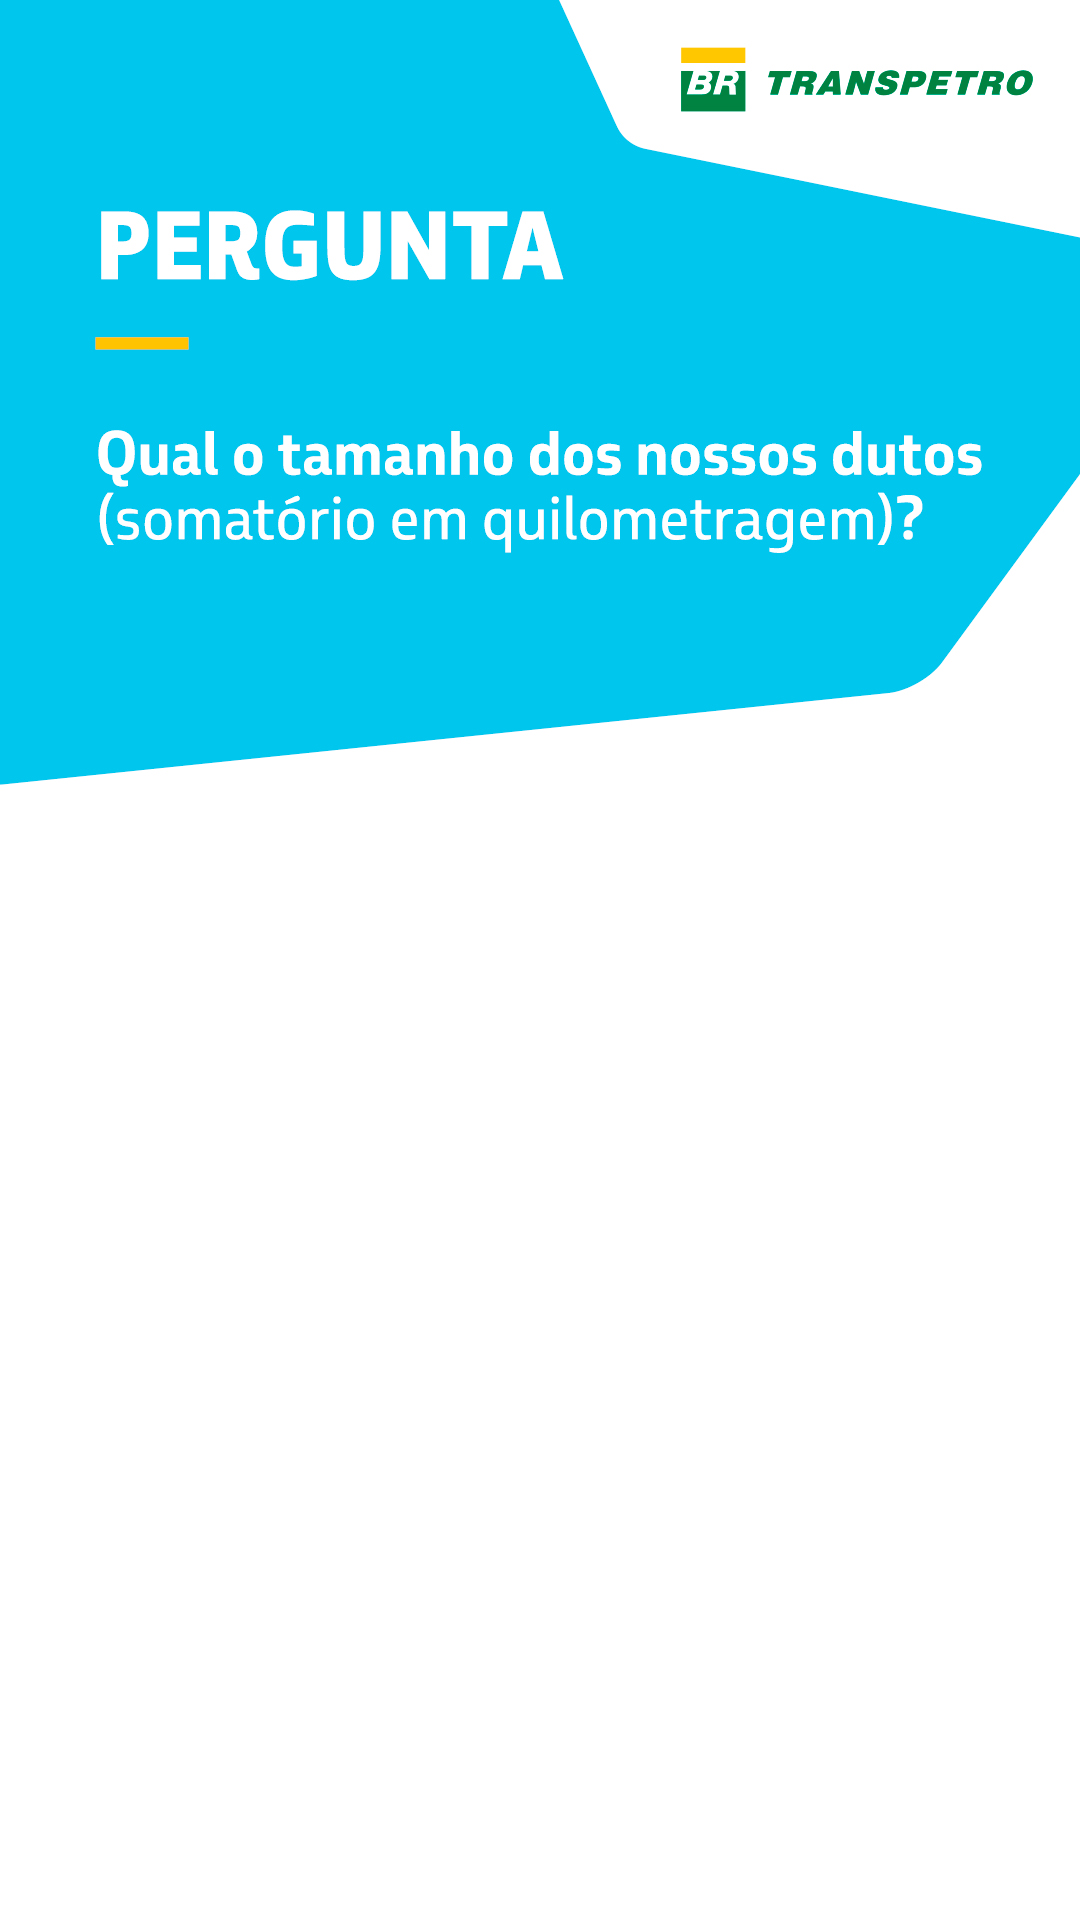 BR TRANSPETRO
PERGUNTA
Qual o tamanho dos nossos dutos
(somatório em quilometragem)?